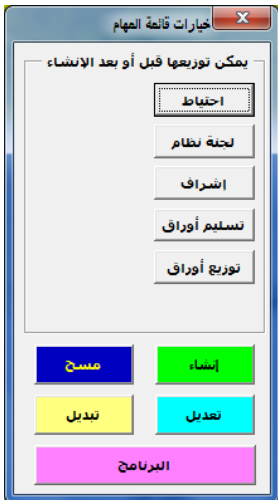 خيارات قائمة المهام
يمكن توزيعها قبل أو بعد الإنشاء
احتياط
لجنة نظام
إشراف
تسليم أوراق
توزيع أوراق
إنشاء
مسح
تعديل
تبديل
البرنامج